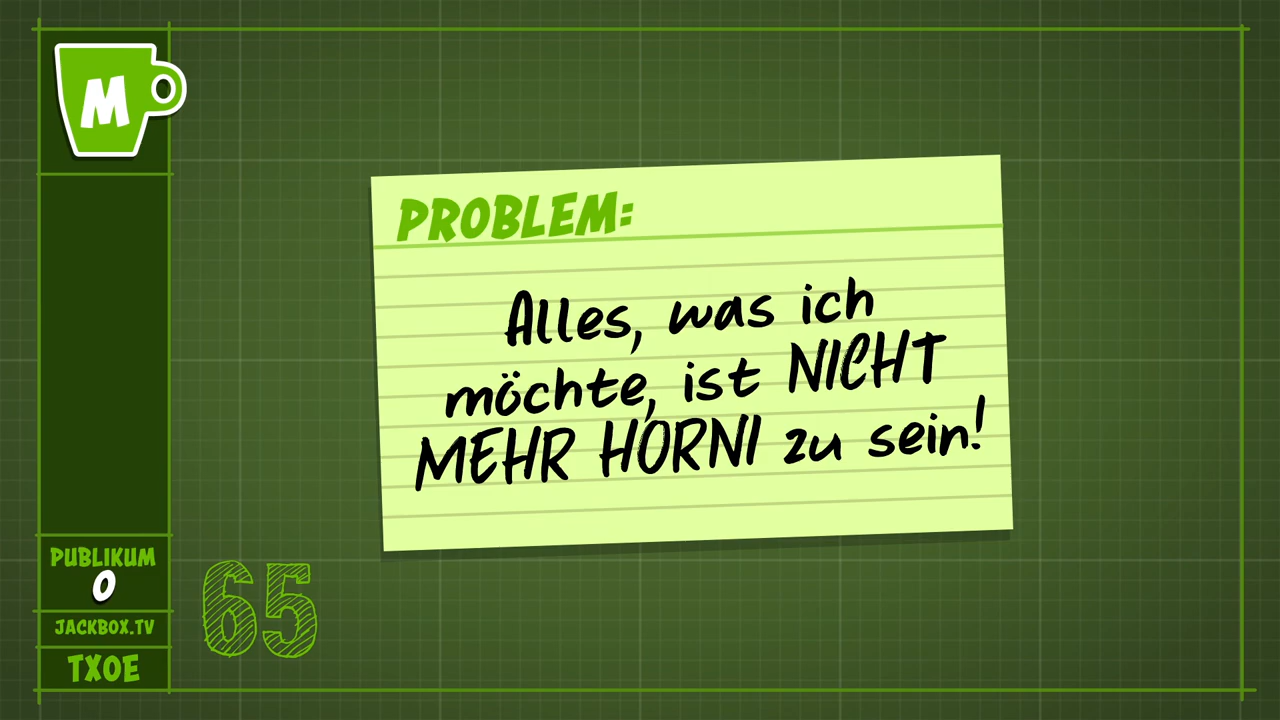 M
PROBLEM:
Alles, was ich
möchte, ist NICHT
MEHR HORNI zu sein!
PUBLIKUM
0
JACKBOX.TV
TXOE
65